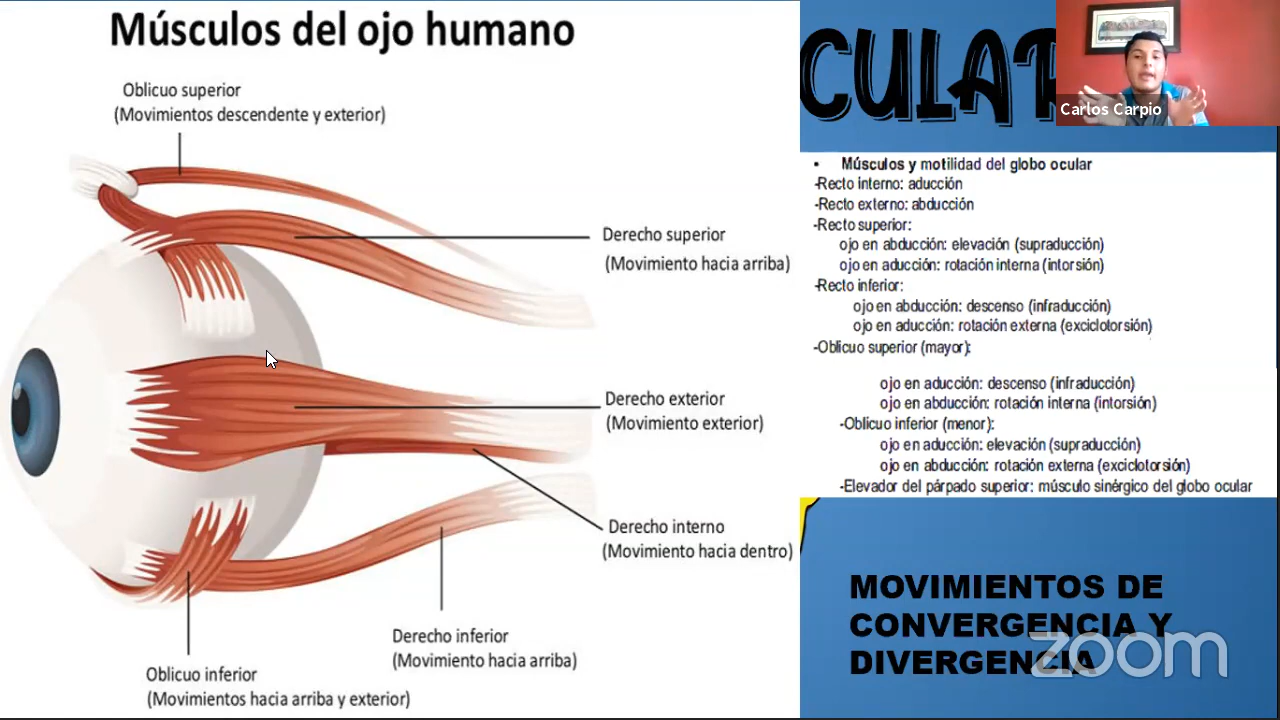 Músculos del ojo humano
Oblicuo superior
(Movimientos descendente y exterior)
Derecho superior
(Movimiento hacia arriba)
Derecho exterior
(Movimiento exterior)
Derecho interno
(Movimiento hacia dentro)
Derecho inferior
(Movimiento hacia arriba)
Oblicuo inferior
(Movimientos hacia arriba y exterior)
Carlos Carpio
• Músculos y motilidad del globo ocular
-Recto interno: aducción
-Recto externo: abducción
-Recto superior:
ojo en abducción: elevación (supraducción)
ojo en aducción: rotación interna (intorsión)
-Recto inferior:
ojo en abducción: descenso (infraducción)
ojo en aducción: rotación externa (exciclotorsión)
-Oblicuo superior (mayor):
ojo en aducción: descenso (infraducción)
ojo en abducción: rotación interna (intorsión)
-Oblicuo inferior (menor):
ojo en aducción: elevación (supraducción)
ojo en abducción: rotación externa (exciclotorsión)
-Elevador del párpado superior: músculo sinérgico del globo ocular
MOVIMIENTOS DE
CONVERGENCIA Y
DIVERGENCIA
zoom